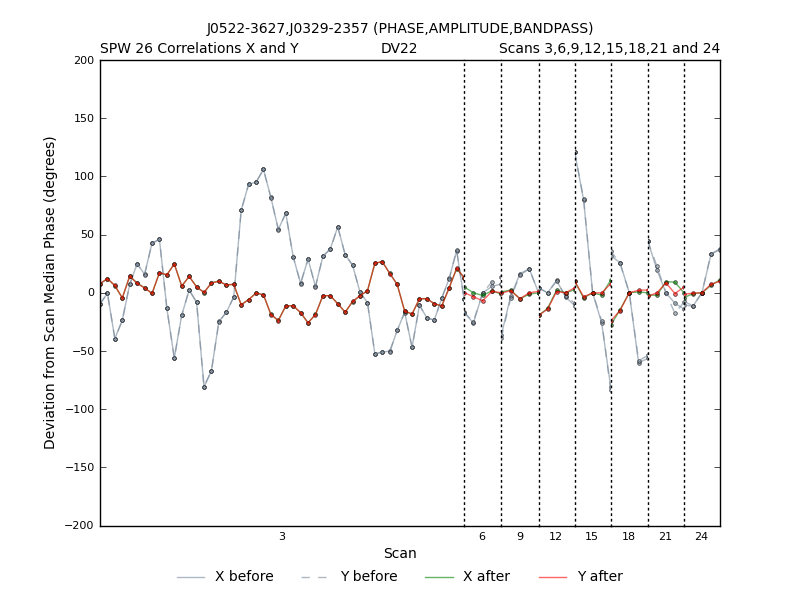 J0522-3627,J0329-2357 (PHASE,AMPLITUDE,BANDPASS)
SPW 26 Correlations X and Y DV22 Scans 3,6,9,12,15,18,21 and 24
200
150
100
50
0
−50
−100
−150
−200
Deviation from Scan Median Phase (degrees)
3 6 9 12 15 18 21 24
Scan
X before Y before X after Y after